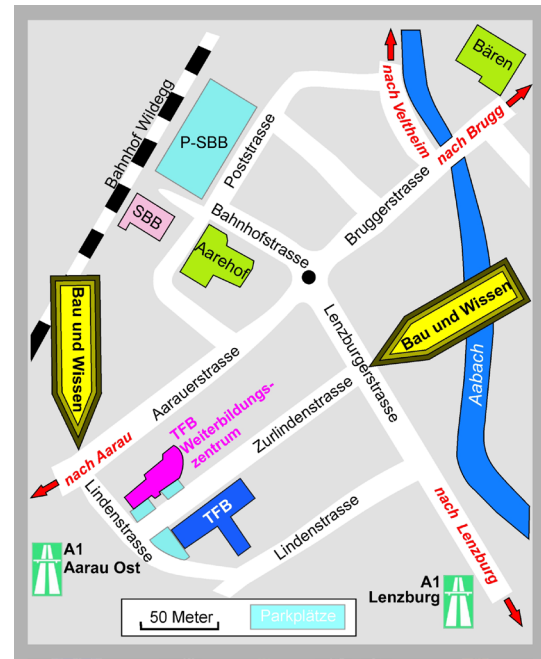 Bären
nach Veltheim
nach Brugg
Bahnhof Wildegg
P-SBB
Poststrasse
SBB
Bahnhofstrasse
Bruggerstrasse
Aarehof
Bau und Wissen
Bau und Wissen
Lenzburgerstrasse
Aabach
Aarauerstrasse
TFB
Weiterbildungs-
zentrum
Zurlindenstrasse
nach Aarau
Lindenstrasse
TFB
Lindenstrasse
nach Lenzburg
A1
Aarau Ost
A1
Lenzburg
50 Meter
Parkplätze